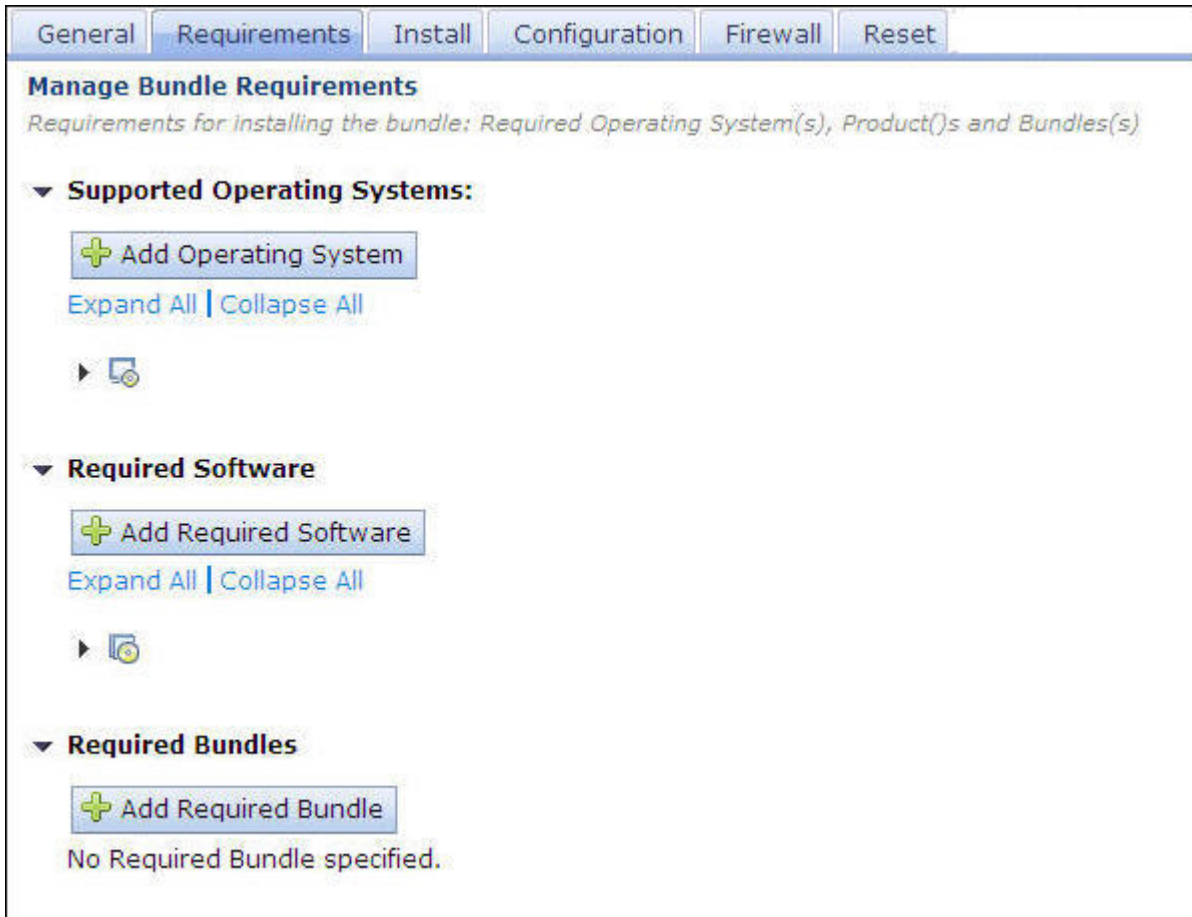 General Requirements Install Configuration Firewall Reset
Manage Bundle Requirements
Requirements for installing the bundle: Required Operating System(s), Product()s and Bundles(s)
Supported Operating Systems:
Add Operating System
Expand All | Collapse All
Required Software
Add Required Software
Expand All | Collapse All
Required Bundles
Add Required Bundle
No Required Bundle specified.